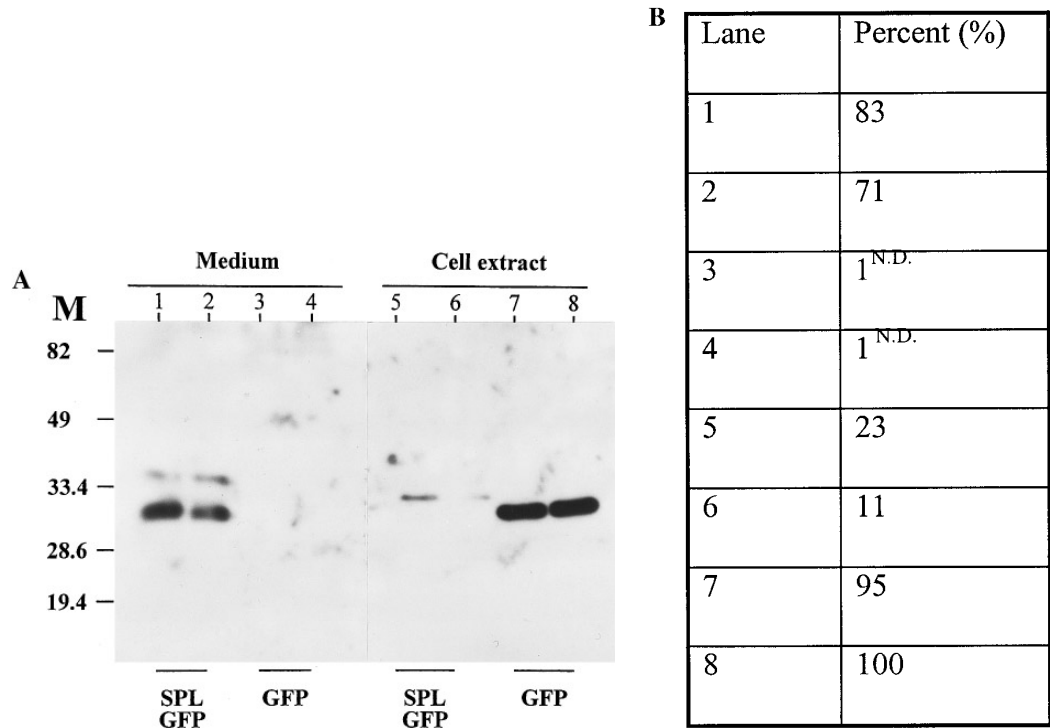 A
Medium
Cell extract
M
1 2 3 4 5 6 7 8
82
49
33.4
28.6
19.4
SPL
GFP
GFP
SPL
GFP
GFP
B
Lane Percent (%)
1 83
2 71
3 1 N.D.
4 1 N.D.
5 23
6 11
7 95
8 100